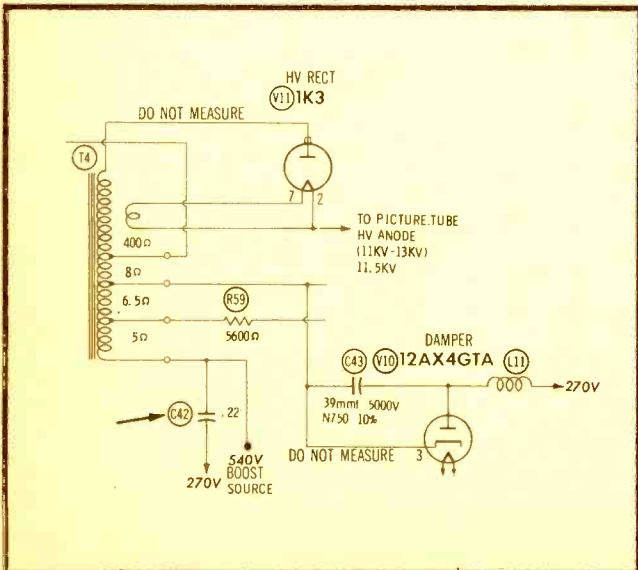 HV RECT
V11 1K3
DO NOT MEASURE
T4
7 2
TO PICTURE TUBE
HV ANODE
(11KV-13KV)
11.5KV
400Ω
8Ω
6.5Ω
R59
5600Ω
5Ω
DAMPER
C43 V10 12AX4GTA L11
270V
39mmf 5000V
N750 10%
C42 .22
DO NOT MEASURE 3
540V
BOOST
SOURCE
270V